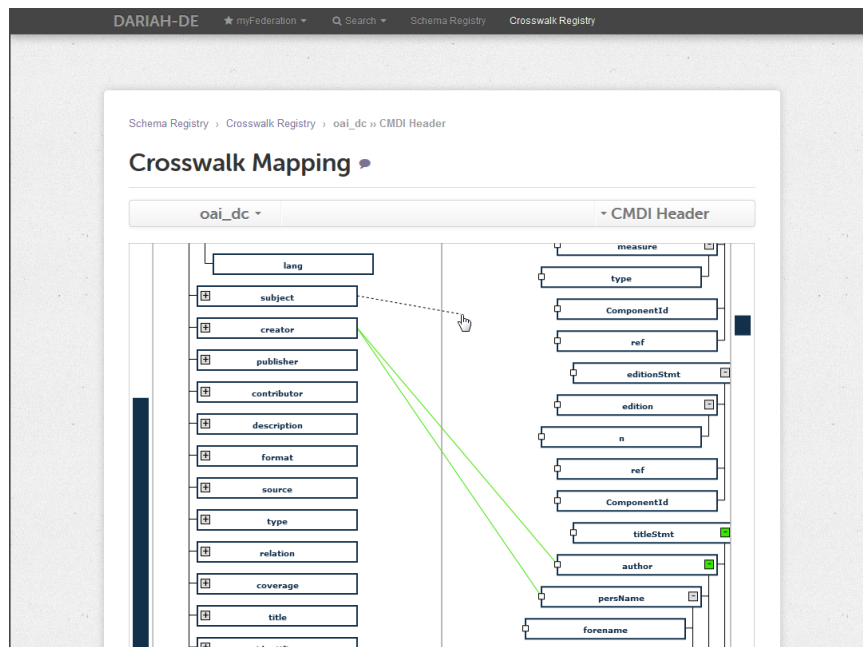 DARIAH-DE myFederation Search Schema Registry Crosswalk Registry
Schema Registry › Crosswalk Registry › oai_dc » CMDI Header
Crosswalk Mapping
oai_dc CMDI Header
lang
subject
creator
publisher
contributor
description
format
source
type
relation
coverage
title
measure
type
ComponentId
ref
editionStmt
edition
n
ref
ComponentId
titleStmt
author
persName
forename